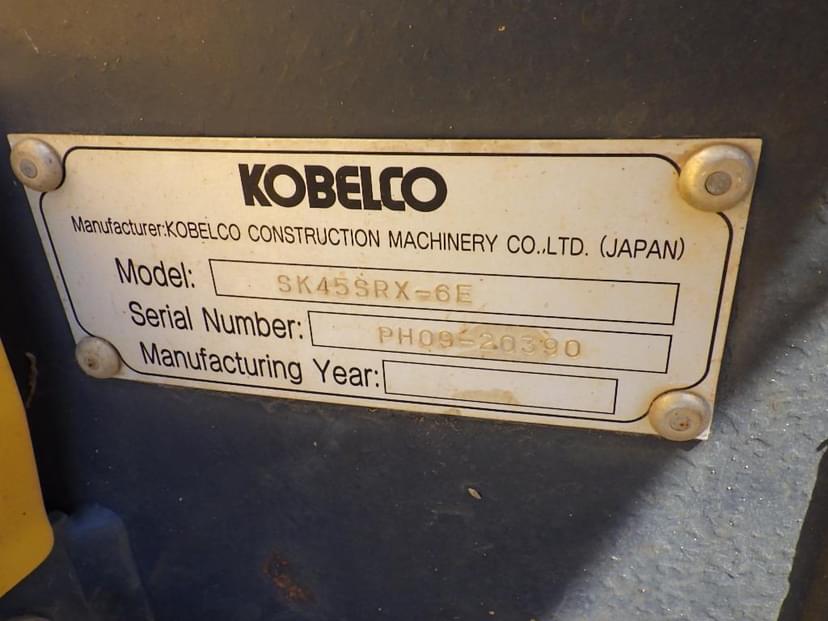 KOBELCO
Manufacturer:KOBELCO CONSTRUCTION MACHINERY CO.,LTD. (JAPAN)
Model: SK45SRX-6E
Serial Number: PH09-20390
Manufacturing Year: